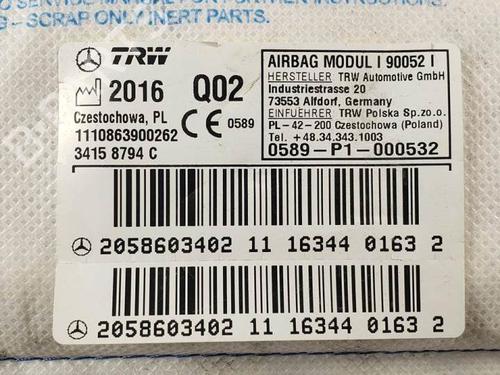 G - SCRAP ONLY INERT PARTS.
TRW
2016 Q02
Czestochowa, PL
0589
1110863900262
3415 8794 C
AIRBAG MODUL I 90052 I
HERSTELLER TRW Automotive GmbH
Industriestrasse 20
73553 Alfdorf, Germany
EINFUEHRER TRW Polska Sp.zo.o.
PL-42-200 Czestochowa (Poland)
Tel.+48.34.343.1003
0589-P1-000532
2058603402 11 16344 0163 2
2058603402 11 16344 0163 2